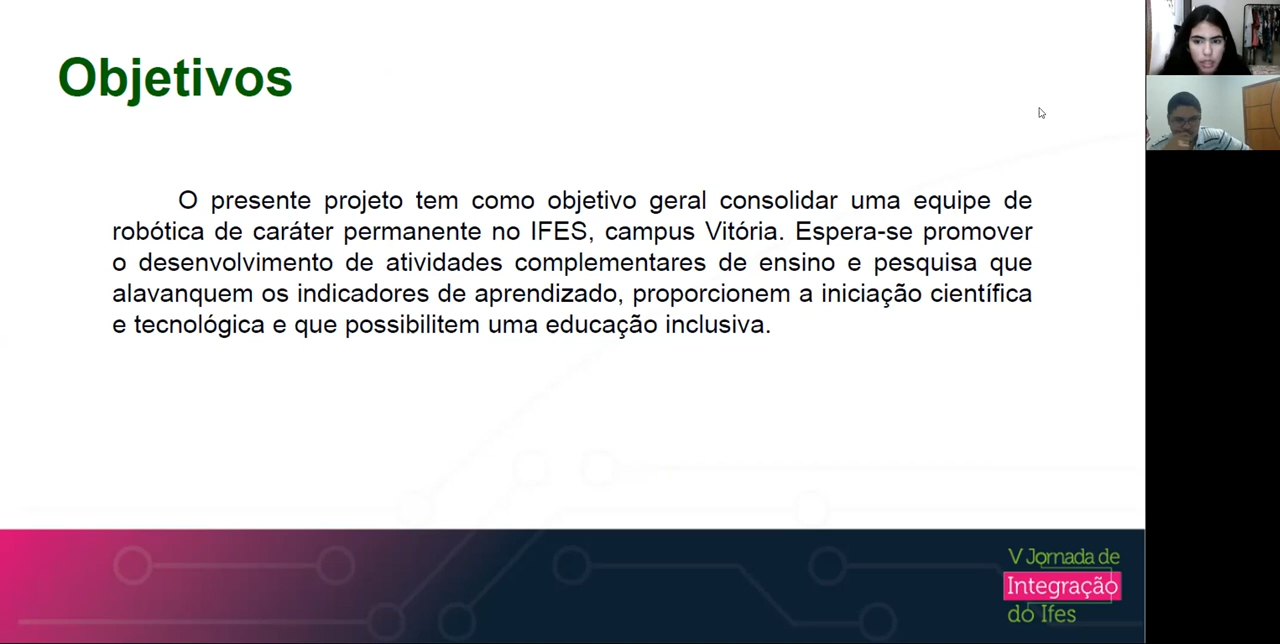 Objetivos
O presente projeto tem como objetivo geral consolidar uma equipe de
robótica de caráter permanente no IFES, campus Vitória. Espera-se promover
o desenvolvimento de atividades complementares de ensino e pesquisa que
alavanquem os indicadores de aprendizado, proporcionem a iniciação científica
e tecnológica e que possibilitem uma educação inclusiva.
V Jornada de
Integração
do Ifes